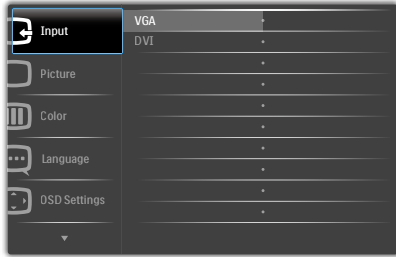 Input
VGA
DVI
Picture
Color
Language
OSD Settings